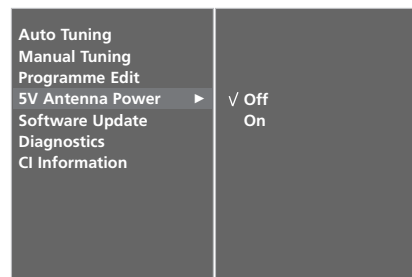 Auto Tuning
Manual Tuning
Programme Edit
5V Antenna Power ►
√ Off
Software Update
On
Diagnostics
CI Information